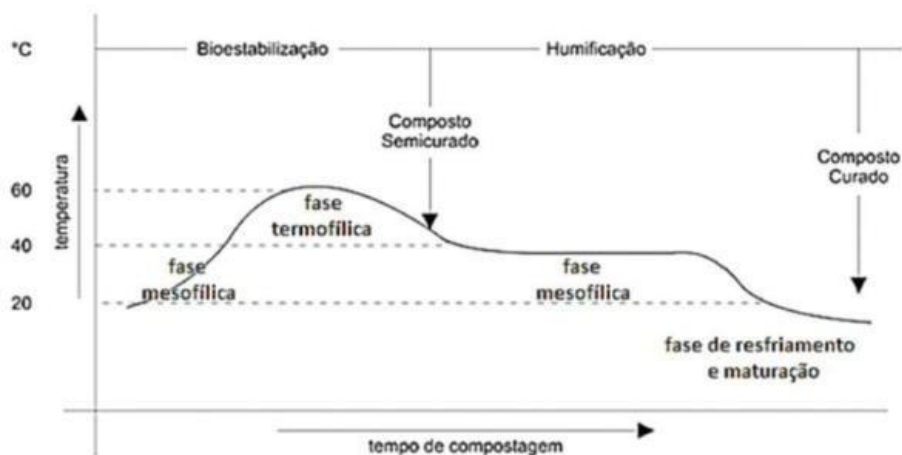 °C
Bioestabilização
Humificação
Composto
Semicurado
Composto
Curado
temperatura
60
40
20
fase
termofílica
fase
mesofílica
fase
mesofílica
fase de resfriamento
e maturação
tempo de compostagem